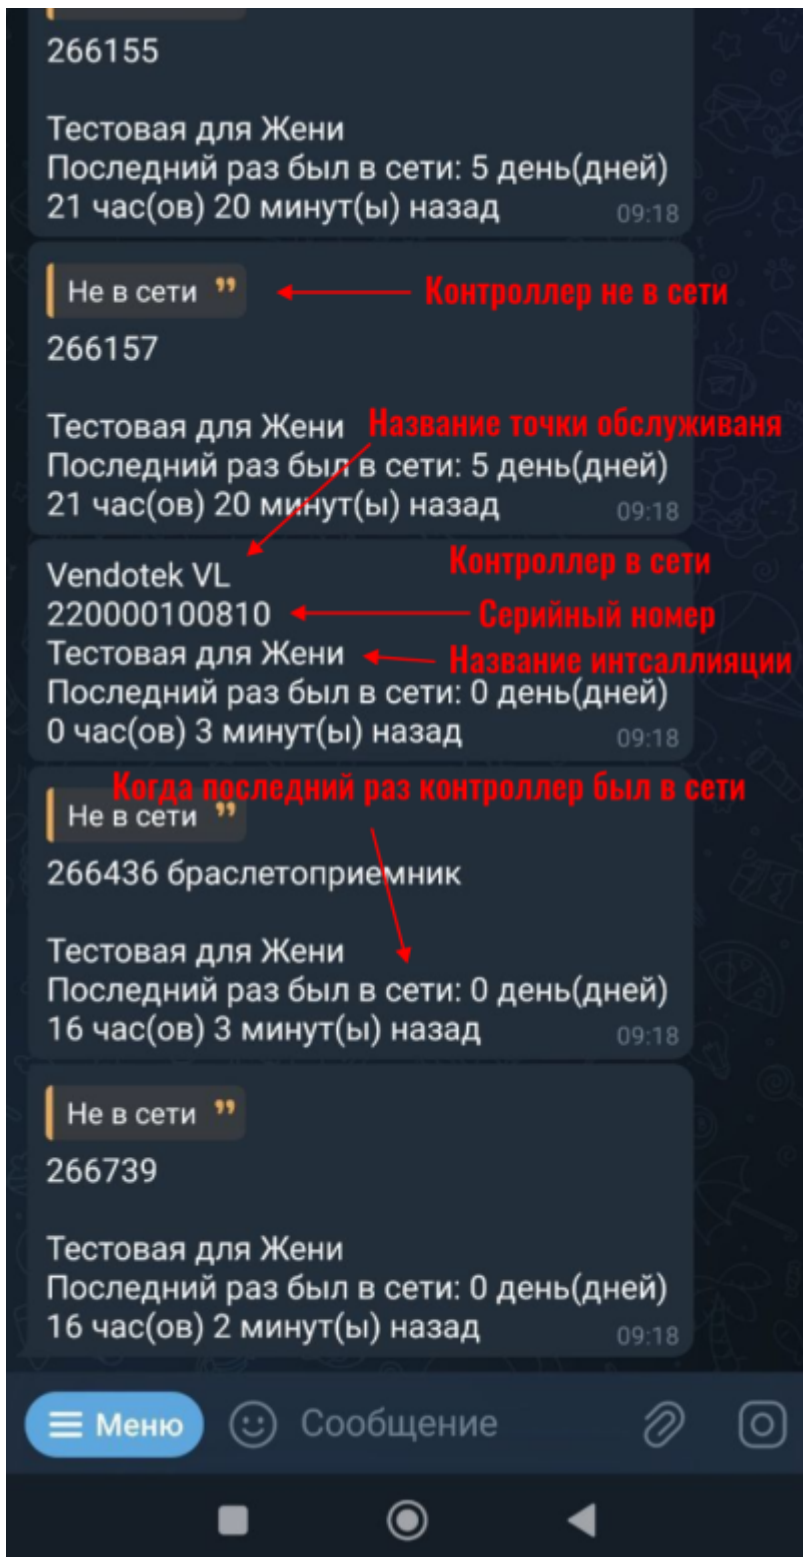 266155
Тестовая для Жени
Последний раз был в сети: 5 день(дней)
21 час(ов) 20 минут(ы) назад 09:18
Не в сети Контроллер не в сети
266157
Тестовая для Жени Название точки обслуживаня
Последний раз был в сети: 5 день(дней)
21 час(ов) 20 минут(ы) назад 09:18
Vendotek VL Контроллер в сети
220000100810 Серийный номер
Тестовая для Жени Название интсаллияции
Последний раз был в сети: 0 день(дней)
0 час(ов) 3 минут(ы) назад 09:18
Когда последний раз контроллер был в сети
Не в сети
266436 браслетоприемник
Тестовая для Жени
Последний раз был в сети: 0 день(дней)
16 час(ов) 3 минут(ы) назад 09:18
Не в сети
266739
Тестовая для Жени
Последний раз был в сети: 0 день(дней)
16 час(ов) 2 минут(ы) назад 09:18
Меню Сообщение